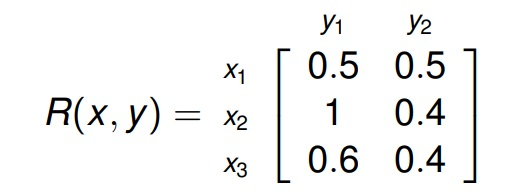 y₁ y₂
x₁ 0.5 0.5
R(x, y) = x₂ 1 0.4
x₃ 0.6 0.4